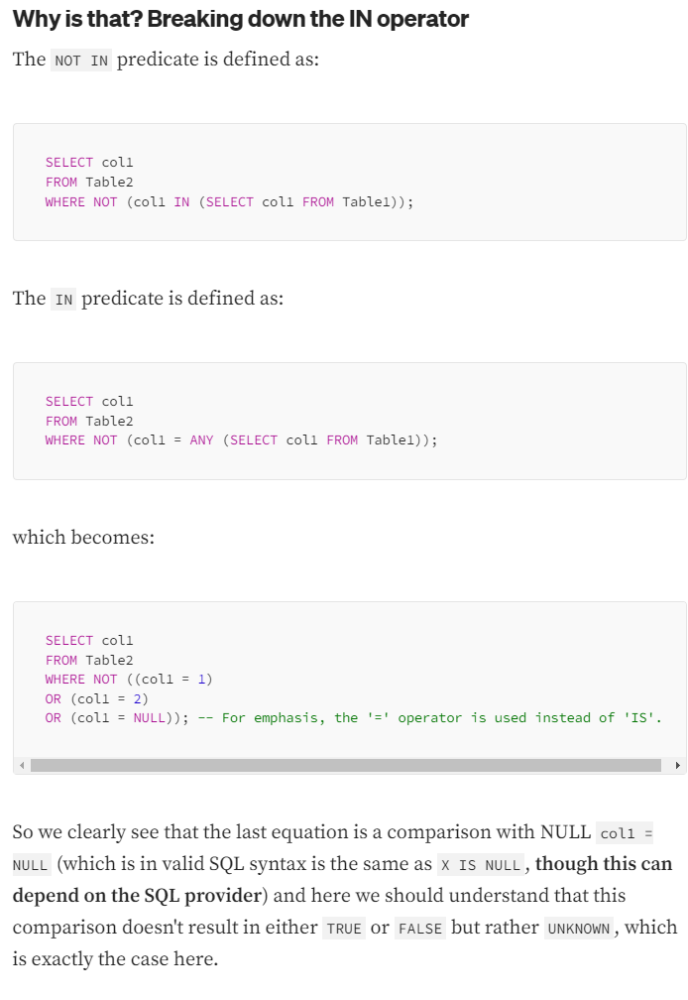 Why is that? Breaking down the IN operator
The NOT IN predicate is defined as:
SELECT col1
FROM Table2
WHERE NOT (col1 IN (SELECT col1 FROM Table1));
The IN predicate is defined as:
SELECT col1
FROM Table2
WHERE NOT (col1 = ANY (SELECT col1 FROM Table1));
which becomes:
SELECT col1
FROM Table2
WHERE NOT ((col1 = 1)
OR (col1 = 2)
OR (col1 = NULL)); -- For emphasis, the '=' operator is used instead of 'IS'.
So we clearly see that the last equation is a comparison with NULL col1 =
NULL (which is in valid SQL syntax is the same as X IS NULL, though this can
depend on the SQL provider) and here we should understand that this
comparison doesn't result in either TRUE or FALSE but rather UNKNOWN, which
is exactly the case here.